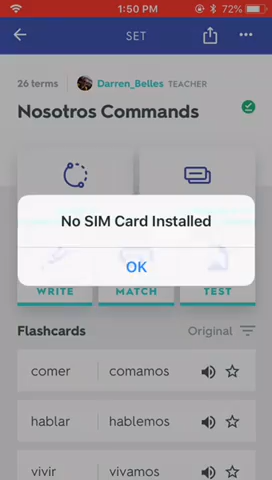 1:50 PM
72%
SET
26 terms
Darren_Belles TEACHER
Nosotros Commands
No SIM Card Installed
OK
WRITE
MATCH
TEST
Flashcards
Original
comer
comamos
hablar
hablemos
vivir
vivamos